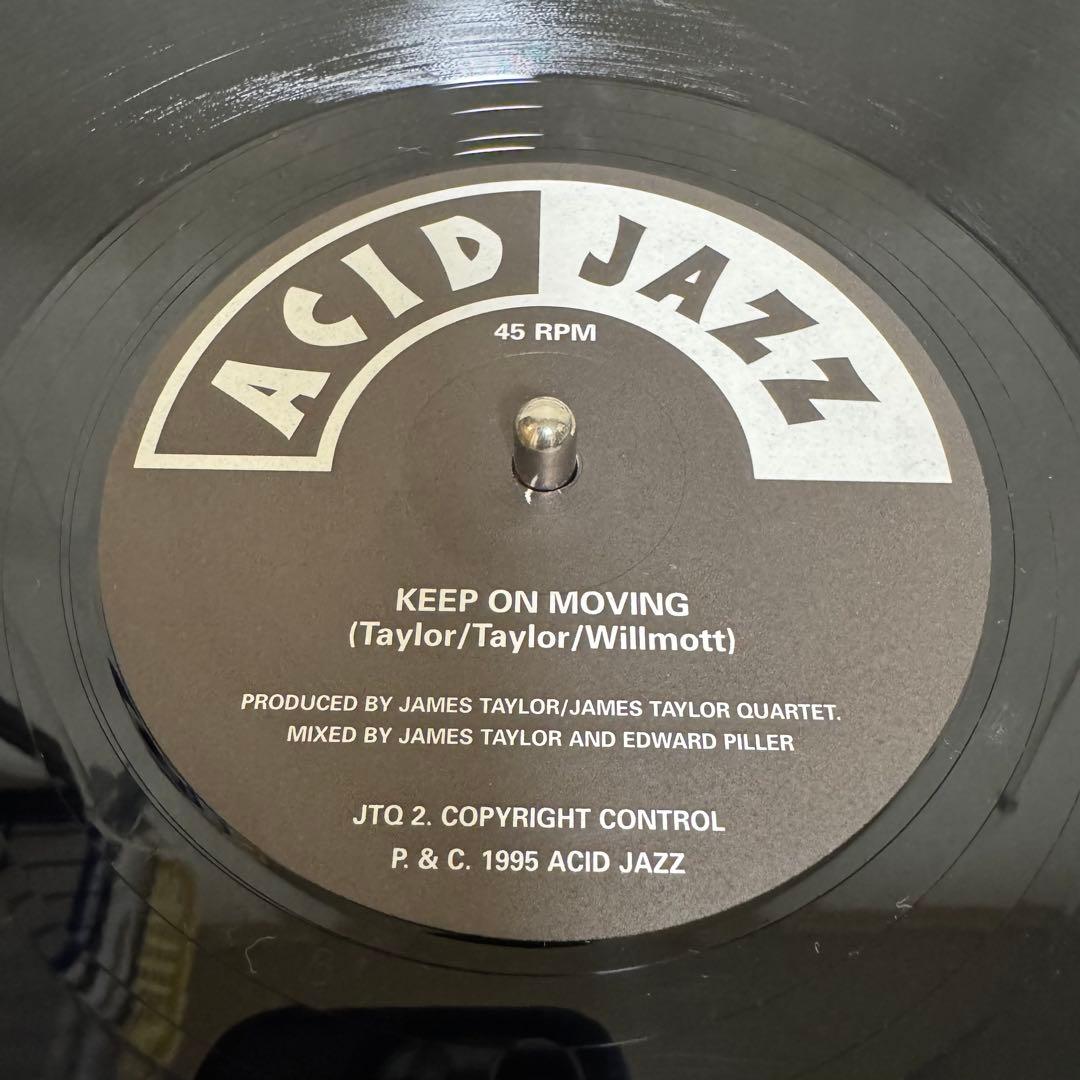 ACID JAZZ
45 RPM
KEEP ON MOVING
(Taylor/Taylor/Willmott)
PRODUCED BY JAMES TAYLOR/JAMES TAYLOR QUARTET.
MIXED BY JAMES TAYLOR AND EDWARD PILLER
JTQ 2. COPYRIGHT CONTROL
P. & C. 1995 ACID JAZZ